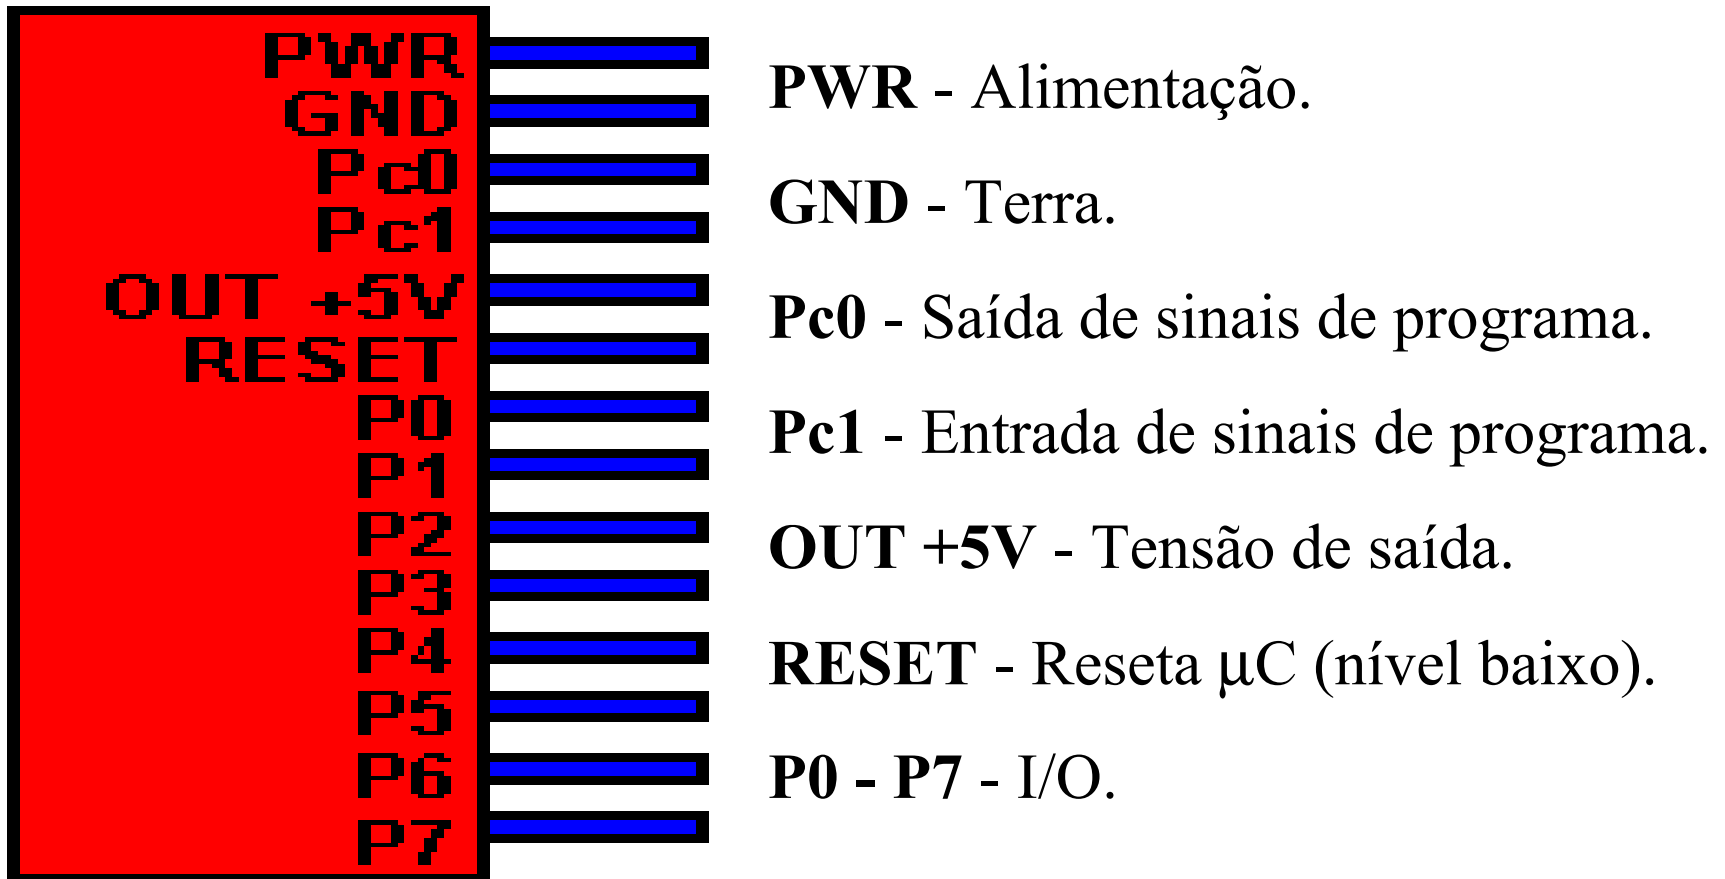 PWR
GND
Pc0
Pc1
OUT +5V
RESET
P0
P1
P2
P3
P4
P5
P6
P7
PWR - Alimentação.
GND - Terra.
Pc0 - Saída de sinais de programa.
Pc1 - Entrada de sinais de programa.
OUT +5V - Tensão de saída.
RESET - Reseta µC (nível baixo).
P0 - P7 - I/O.